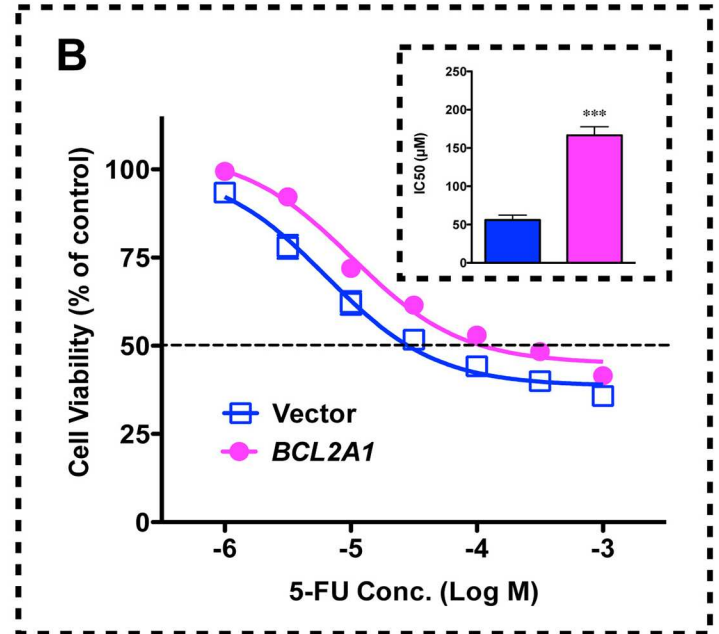 B
250
200
150
100
50
0
IC50 (µM)
***
Cell Viability (% of control)
100
75
50
25
0
Vector
BCL2A1
-6 -5 -4 -3
5-FU Conc. (Log M)